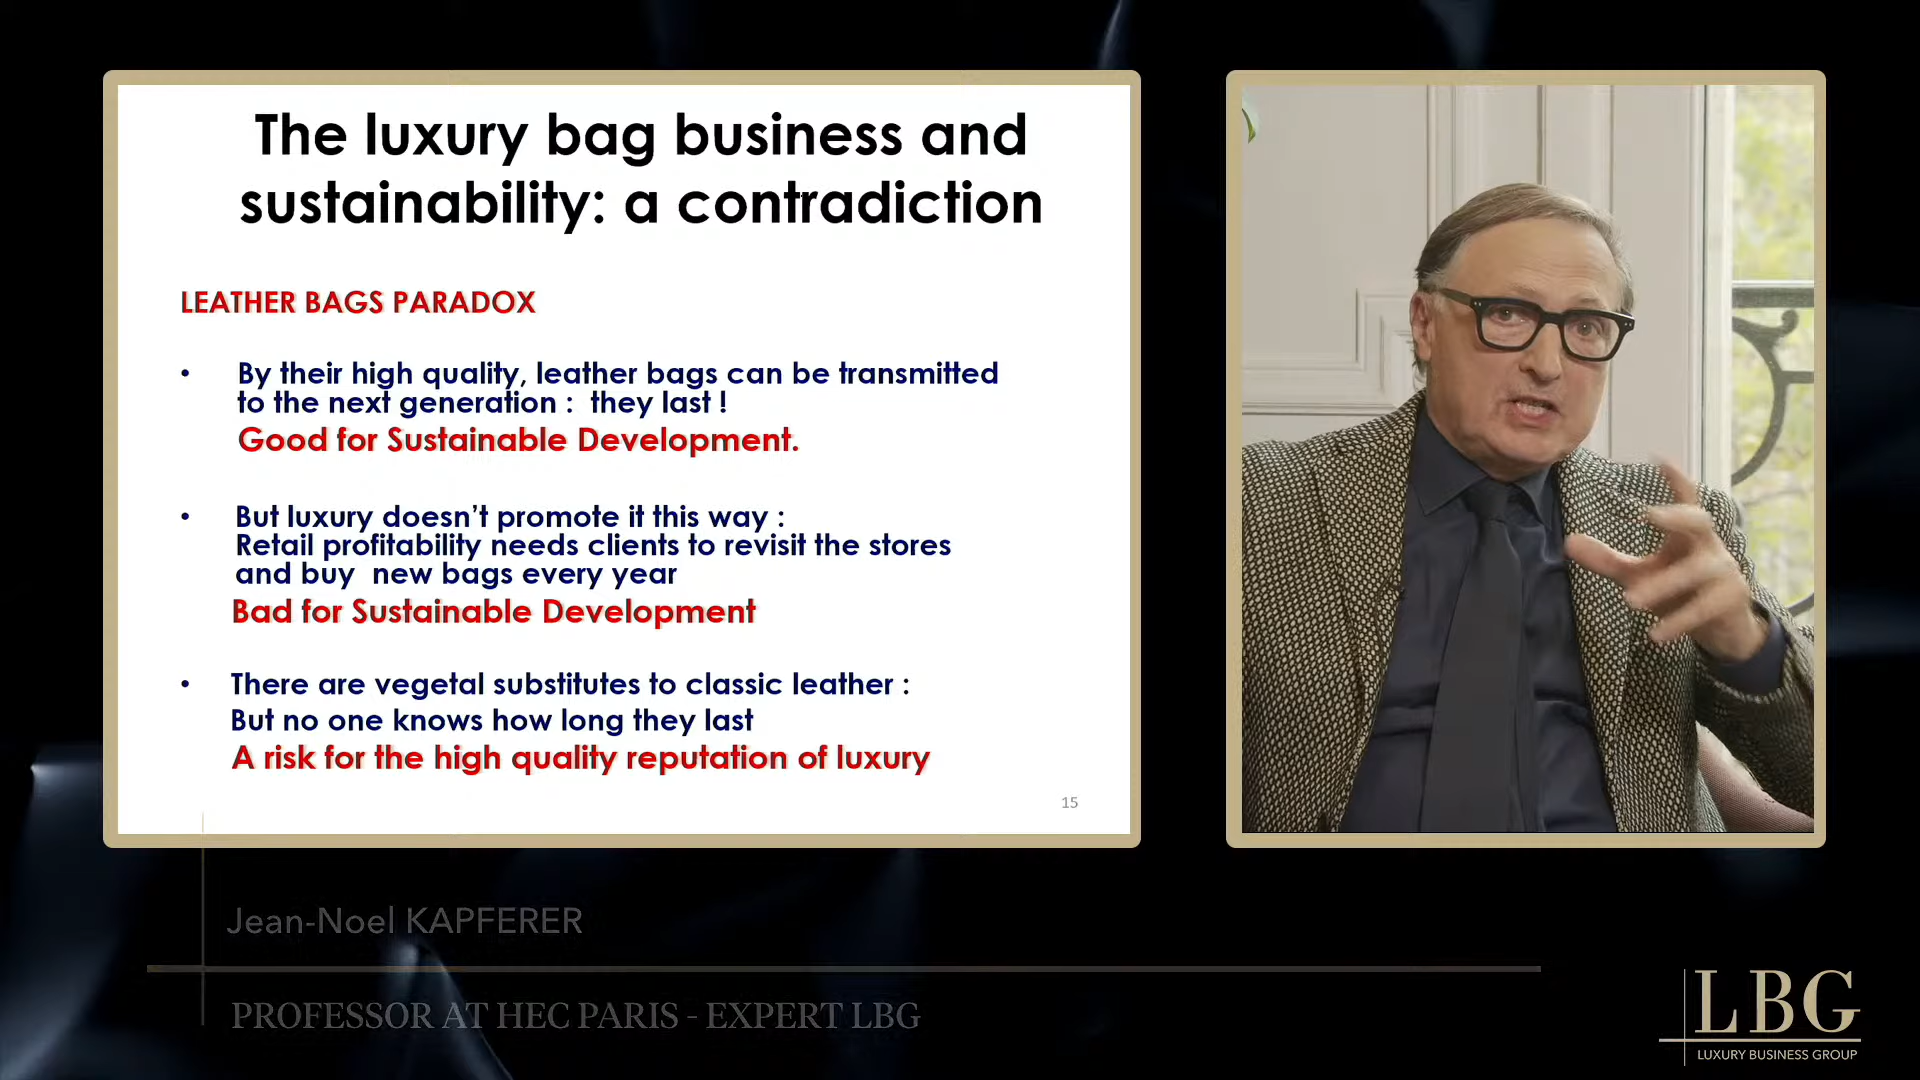 The luxury bag business and
sustainability: a contradiction
LEATHER BAGS PARADOX
• By their high quality, leather bags can be transmitted
to the next generation :  they last !
Good for Sustainable Development.
• But luxury doesn’t promote it this way :
Retail profitability needs clients to revisit the stores
and buy  new bags every year
Bad for Sustainable Development
• There are vegetal substitutes to classic leather :
But no one knows how long they last
A risk for the high quality reputation of luxury
15
Jean-Noel KAPFERER
PROFESSOR AT HEC PARIS - EXPERT LBG
LBG
LUXURY BUSINESS GROUP